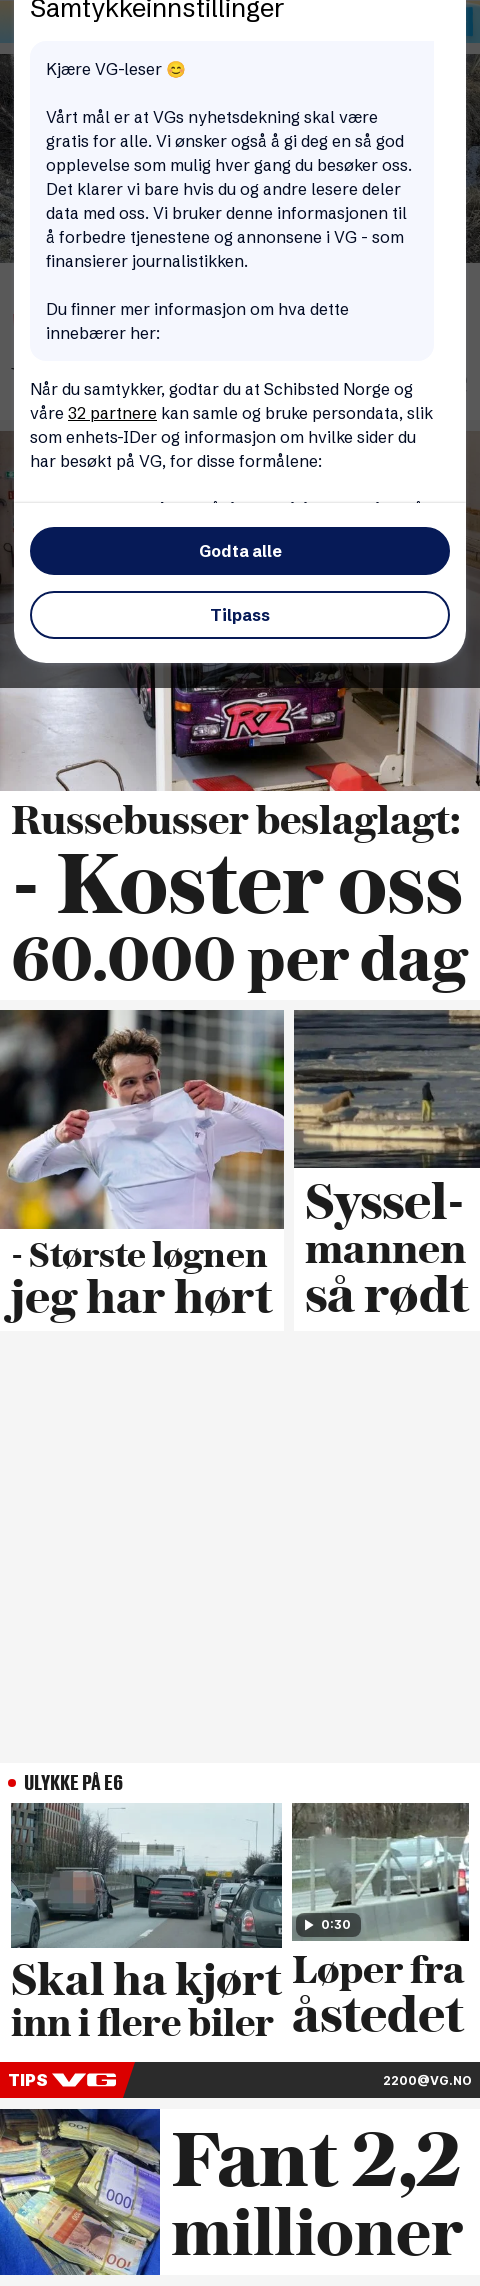 Samtykkeinnstillinger
Kjære VG-leser 😊
Vårt mål er at VGs nyhetsdekning skal være
gratis for alle. Vi ønsker også å gi deg en så god
opplevelse som mulig hver gang du besøker oss.
Det klarer vi bare hvis du og andre lesere deler
data med oss. Vi bruker denne informasjonen til
å forbedre tjenestene og annonsene i VG - som
finansierer journalistikken.
Du finner mer informasjon om hva dette
innebærer her:
Når du samtykker, godtar du at Schibsted Norge og
våre 32 partnere kan samle og bruke persondata, slik
som enhets-IDer og informasjon om hvilke sider du
har besøkt på VG, for disse formålene:
Godta alle
Tilpass
RZ
Russebusser beslaglagt:
- Koster oss
60.000 per dag
- Største løgnen
jeg har hørt
Syssel-
mannen
så rødt
ULYKKE PÅ E6
0:30
Skal ha kjørt
inn i flere biler
Løper fra
åstedet
TIPS VG
2200@VG.NO
Fant 2,2
millioner